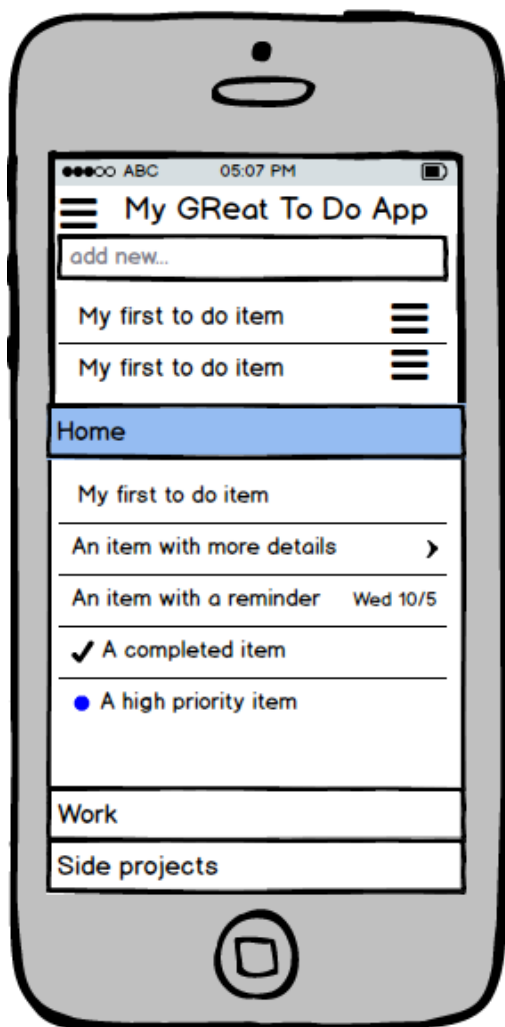 ABC 05:07 PM
My GReat To Do App
add new...
My first to do item
My first to do item
Home
My first to do item
An item with more details
An item with a reminder Wed 10/5
A completed item
A high priority item
Work
Side projects